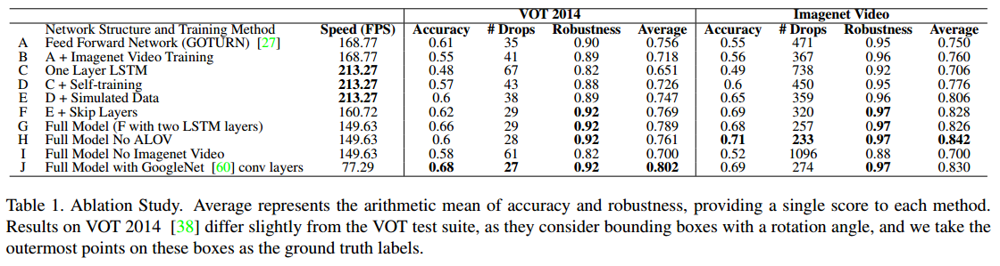 VOT 2014 Imagenet Video
Network Structure and Training Method Speed (FPS) Accuracy # Drops Robustness Average Accuracy # Drops Robustness Average
A Feed Forward Network (GOTURN) [27] 168.77 0.61 35 0.90 0.756 0.55 471 0.95 0.750
B A + Imagenet Video Training 168.77 0.55 41 0.89 0.718 0.56 367 0.96 0.760
C One Layer LSTM 213.27 0.48 67 0.82 0.651 0.49 738 0.92 0.706
D C + Self-training 213.27 0.57 43 0.88 0.726 0.6 450 0.95 0.776
E D + Simulated Data 213.27 0.6 38 0.89 0.747 0.65 359 0.96 0.806
F E + Skip Layers 160.72 0.62 29 0.92 0.769 0.69 320 0.97 0.828
G Full Model (F with two LSTM layers) 149.63 0.66 29 0.92 0.789 0.68 257 0.97 0.826
H Full Model No ALOV 149.63 0.6 28 0.92 0.761 0.71 233 0.97 0.842
I Full Model No Imagenet Video 149.63 0.58 61 0.82 0.700 0.52 1096 0.88 0.700
J Full Model with GoogleNet [60] conv layers 77.29 0.68 27 0.92 0.802 0.69 274 0.97 0.830
Table 1. Ablation Study. Average represents the arithmetic mean of accuracy and robustness, providing a single score to each method.
Results on VOT 2014 [38] differ slightly from the VOT test suite, as they consider bounding boxes with a rotation angle, and we take the
outermost points on these boxes as the ground truth labels.